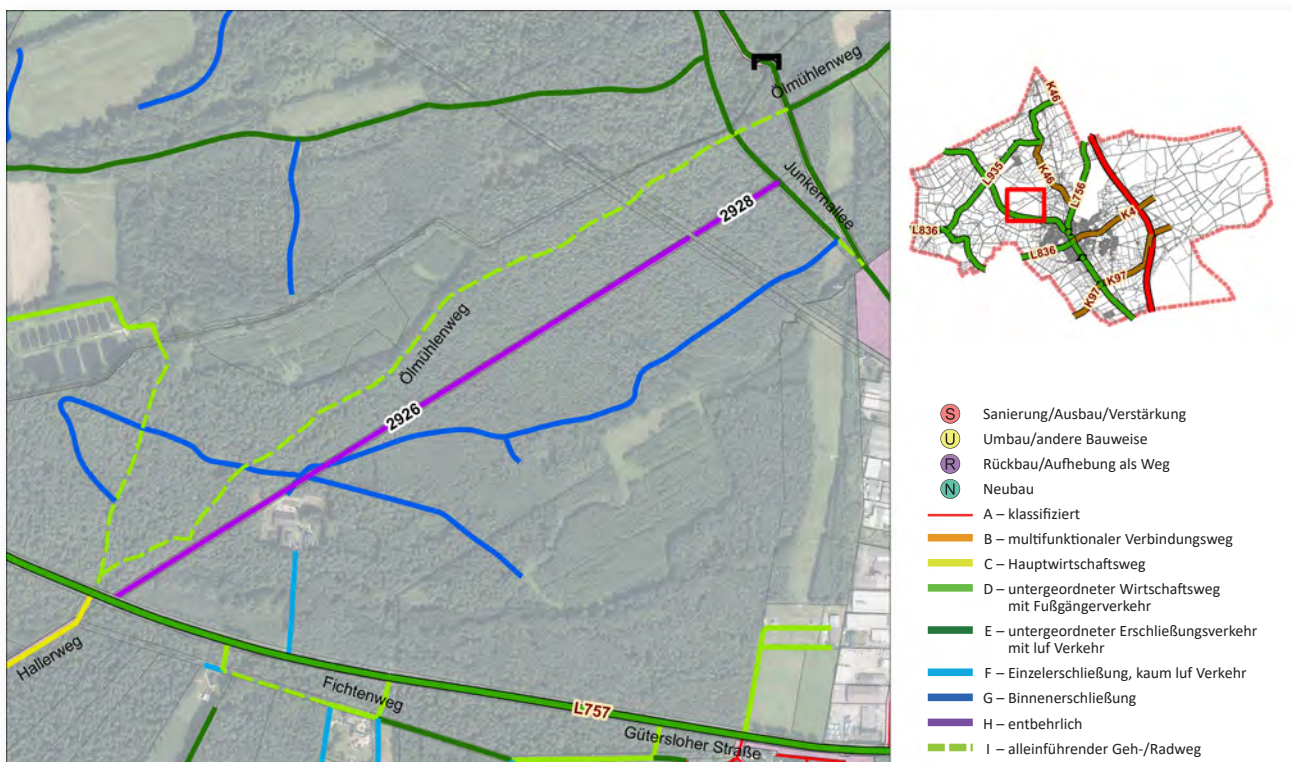 Ölmühlenweg
Junkernallee
2928
Ölmühlenweg
2926
Hallerweg
Fichtenweg
L757
Gütersloher Straße
K46
L935
K46
L756
L836
K4
L836
K97
K97
S Sanierung/Ausbau/Verstärkung
U Umbau/andere Bauweise
R Rückbau/Aufhebung als Weg
N Neubau
A – klassifiziert
B – multifunktionaler Verbindungsweg
C – Hauptwirtschaftsweg
D – untergeordneter Wirtschaftsweg
mit Fußgängerverkehr
E – untergeordneter Erschließungsverkehr
mit luf Verkehr
F – Einzelerschließung, kaum luf Verkehr
G – Binnenerschließung
H – entbehrlich
I – alleinführender Geh-/Radweg